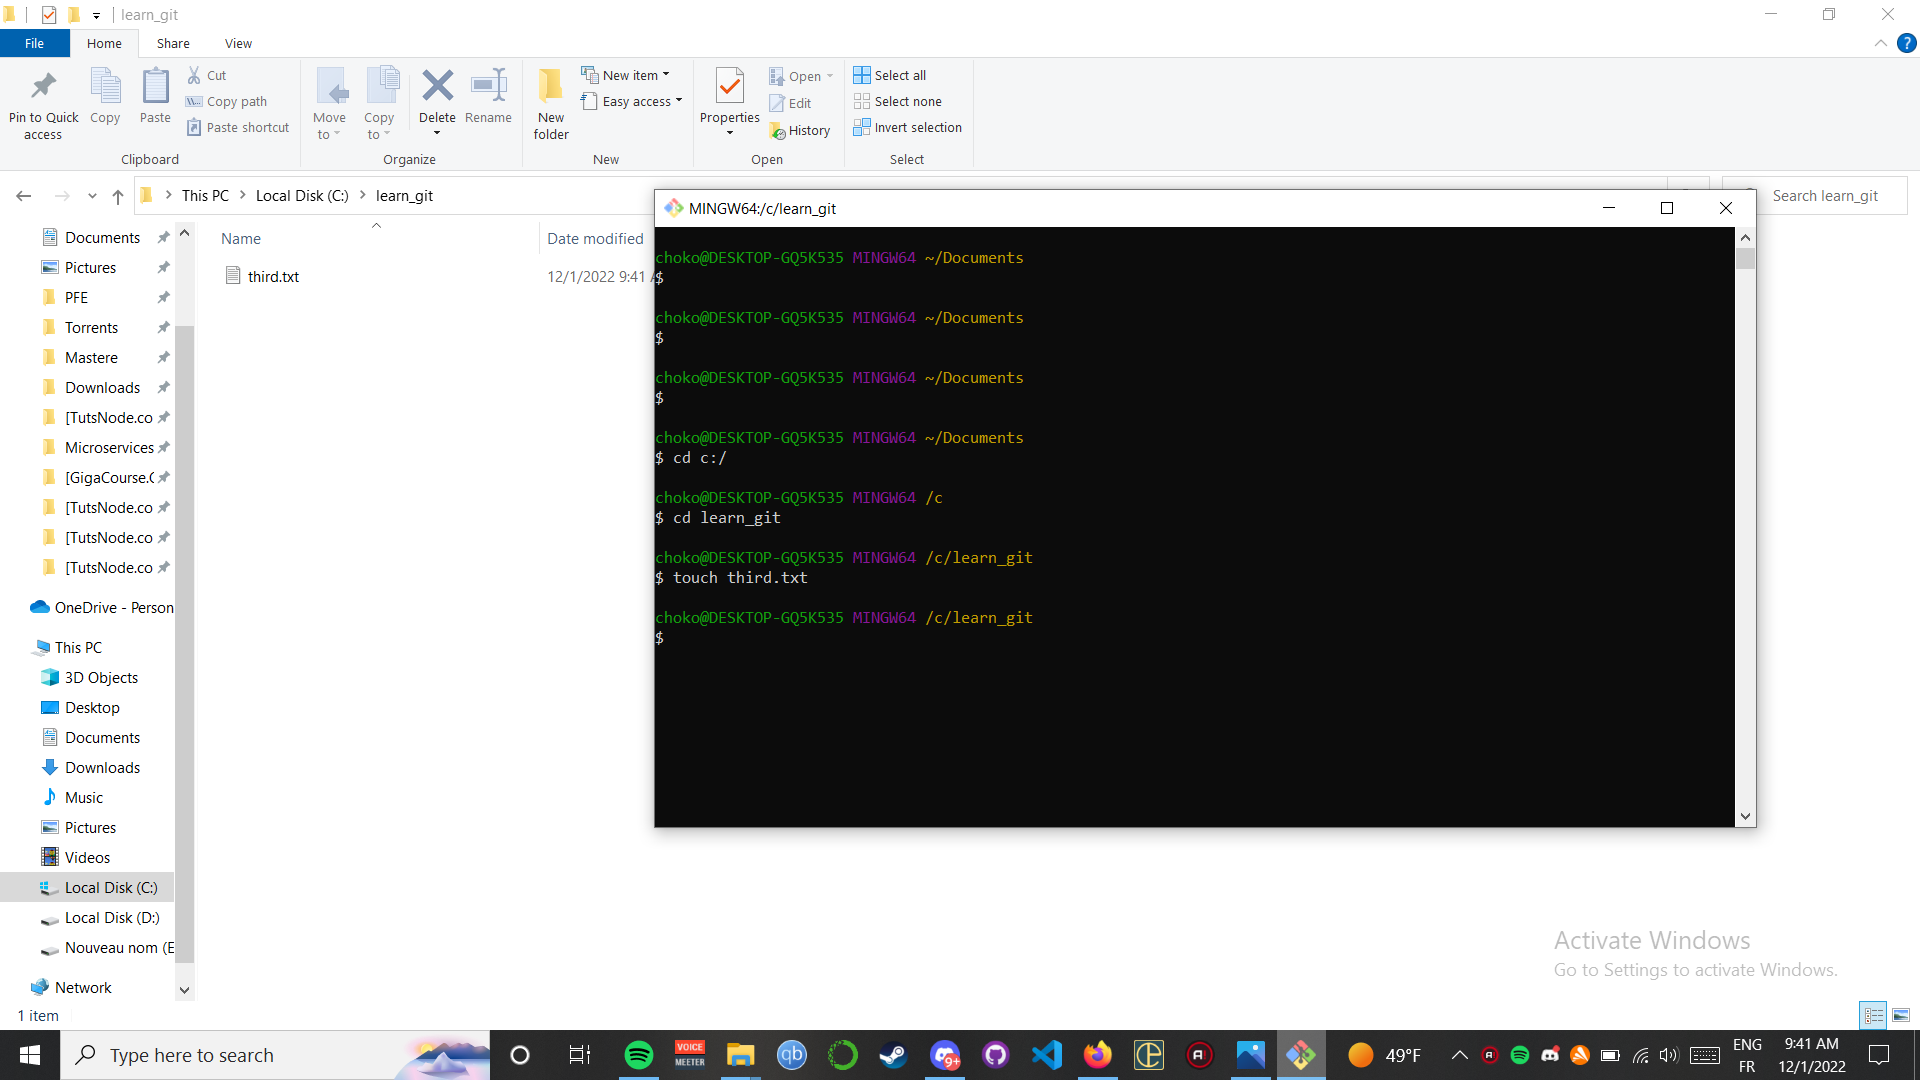 learn_git
File Home Share View
Pin to Quick access
Copy
Paste
Cut
Copy path
Paste shortcut
Clipboard
Move to
Copy to
Delete
Rename
Organize
New folder
New item
Easy access
New
Properties
Open
Edit
History
Open
Select all
Select none
Invert selection
Select
This PC Local Disk (C:) learn_git
Search learn_git
Name Date modified
third.txt 12/1/2022 9:41
Documents
Pictures
PFE
Torrents
Mastere
Downloads
[TutsNode.co
Microservices
[GigaCourse.C
[TutsNode.co
[TutsNode.co
[TutsNode.co
OneDrive - Person
This PC
3D Objects
Desktop
Documents
Downloads
Music
Pictures
Videos
Local Disk (C:)
Local Disk (D:)
Nouveau nom (E
Network
1 item
MINGW64:/c/learn_git
choko@DESKTOP-GQ5K535 MINGW64 ~/Documents
$
choko@DESKTOP-GQ5K535 MINGW64 ~/Documents
$
choko@DESKTOP-GQ5K535 MINGW64 ~/Documents
$
choko@DESKTOP-GQ5K535 MINGW64 ~/Documents
$ cd c:/
choko@DESKTOP-GQ5K535 MINGW64 /c
$ cd learn_git
choko@DESKTOP-GQ5K535 MINGW64 /c/learn_git
$ touch third.txt
choko@DESKTOP-GQ5K535 MINGW64 /c/learn_git
$
Activate Windows
Go to Settings to activate Windows.
Type here to search
VOICE
MEETER
qb
9+
49°F
ENG
FR
9:41 AM
12/1/2022